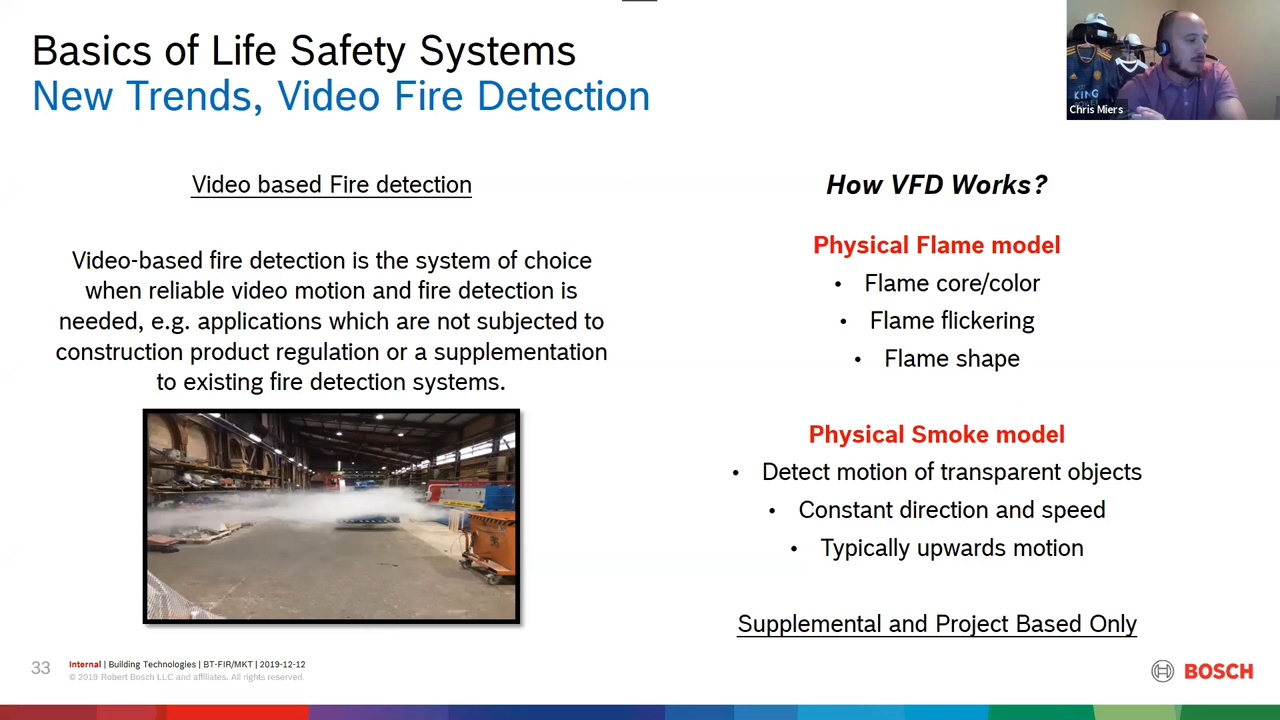 Basics of Life Safety Systems
New Trends, Video Fire Detection
Chris Miers
KING
Video based Fire detection
Video-based fire detection is the system of choice
when reliable video motion and fire detection is
needed, e.g. applications which are not subjected to
construction product regulation or a supplementation
to existing fire detection systems.
How VFD Works?
Physical Flame model
• Flame core/color
• Flame flickering
• Flame shape
Physical Smoke model
• Detect motion of transparent objects
• Constant direction and speed
• Typically upwards motion
Supplemental and Project Based Only
33
Internal | Building Technologies | BT-FIR/MKT | 2019-12-12
© 2019 Robert Bosch LLC and affiliates. All rights reserved.
BOSCH